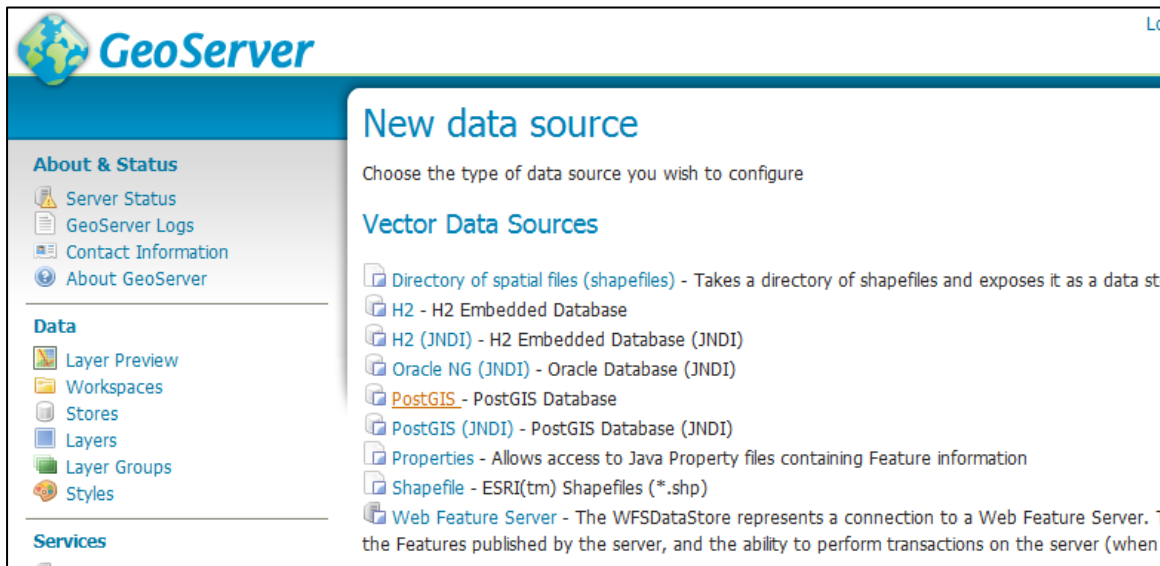 GeoServer
About & Status
Server Status
GeoServer Logs
Contact Information
About GeoServer
Data
Layer Preview
Workspaces
Stores
Layers
Layer Groups
Styles
Services
New data source
Choose the type of data source you wish to configure
Vector Data Sources
Directory of spatial files (shapefiles) - Takes a directory of shapefiles and exposes it as a data
H2 - H2 Embedded Database
H2 (JNDI) - H2 Embedded Database (JNDI)
Oracle NG (JNDI) - Oracle Database (JNDI)
PostGIS - PostGIS Database
PostGIS (JNDI) - PostGIS Database (JNDI)
Properties - Allows access to Java Property files containing Feature information
Shapefile - ESRI(tm) Shapefiles (*.shp)
Web Feature Server - The WFSDataStore represents a connection to a Web Feature Server.
the Features published by the server, and the ability to perform transactions on the server (when